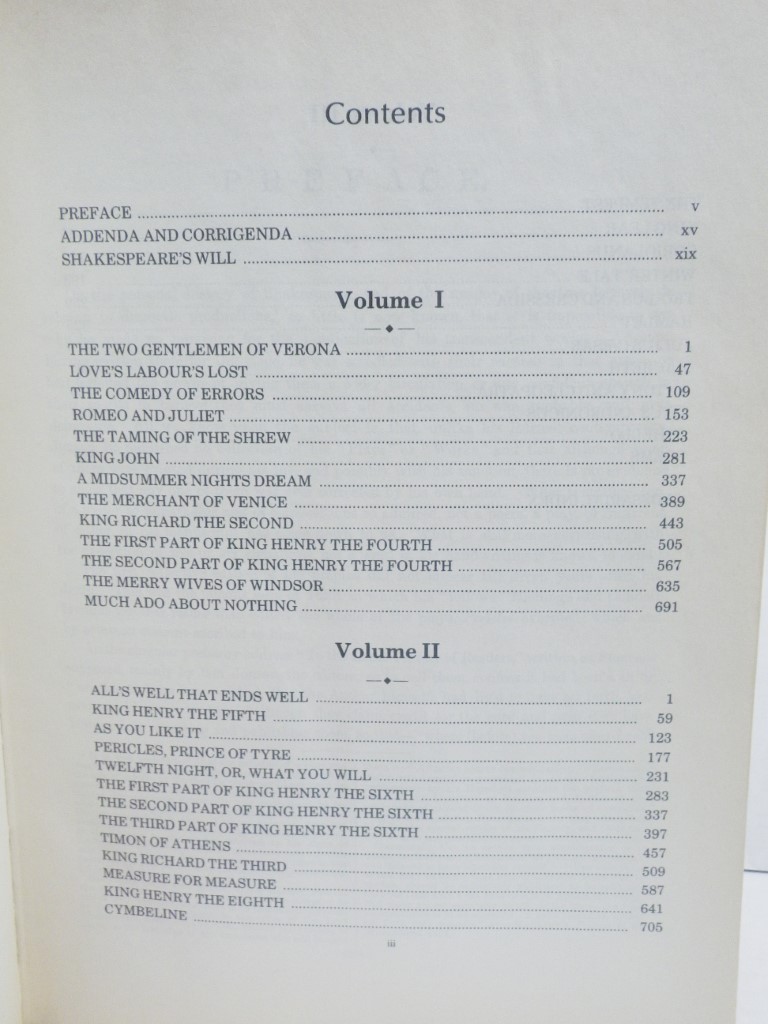 Contents
PREFACE ........ v
ADDENDA AND CORRIGENDA ........ xv
SHAKESPEARE'S WILL ........ xix
Volume I
THE TWO GENTLEMEN OF VERONA ........ 1
LOVE'S LABOUR'S LOST ........ 47
THE COMEDY OF ERRORS ........ 109
ROMEO AND JULIET ........ 153
THE TAMING OF THE SHREW ........ 223
KING JOHN ........ 281
A MIDSUMMER NIGHTS DREAM ........ 337
THE MERCHANT OF VENICE ........ 389
KING RICHARD THE SECOND ........ 443
THE FIRST PART OF KING HENRY THE FOURTH ........ 505
THE SECOND PART OF KING HENRY THE FOURTH ........ 567
THE MERRY WIVES OF WINDSOR ........ 635
MUCH ADO ABOUT NOTHING ........ 691
Volume II
ALL'S WELL THAT ENDS WELL ........ 1
KING HENRY THE FIFTH ........ 59
AS YOU LIKE IT ........ 123
PERICLES, PRINCE OF TYRE ........ 177
TWELFTH NIGHT, OR, WHAT YOU WILL ........ 231
THE FIRST PART OF KING HENRY THE SIXTH ........ 283
THE SECOND PART OF KING HENRY THE SIXTH ........ 337
THE THIRD PART OF KING HENRY THE SIXTH ........ 397
TIMON OF ATHENS ........ 457
KING RICHARD THE THIRD ........ 509
MEASURE FOR MEASURE ........ 587
KING HENRY THE EIGHTH ........ 641
CYMBELINE ........ 705
iii